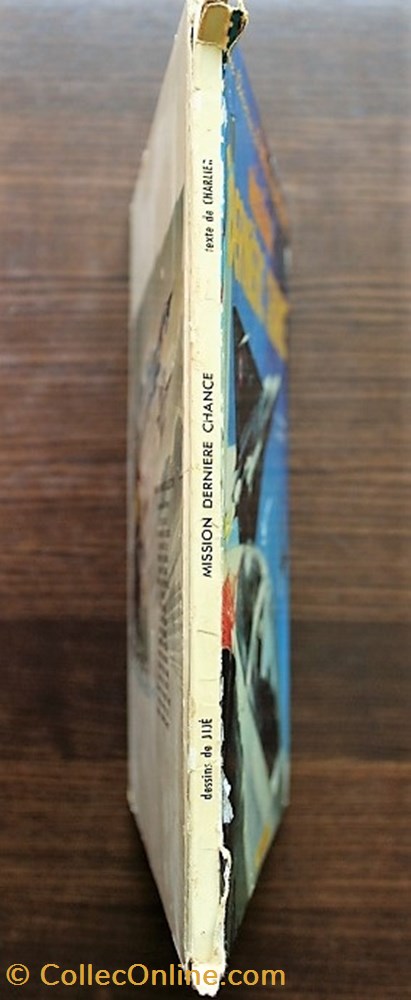 texte de CHARLIER
MISSION DERNIERE CHANCE
dessins de JIJÉ
© CollecOnline.com